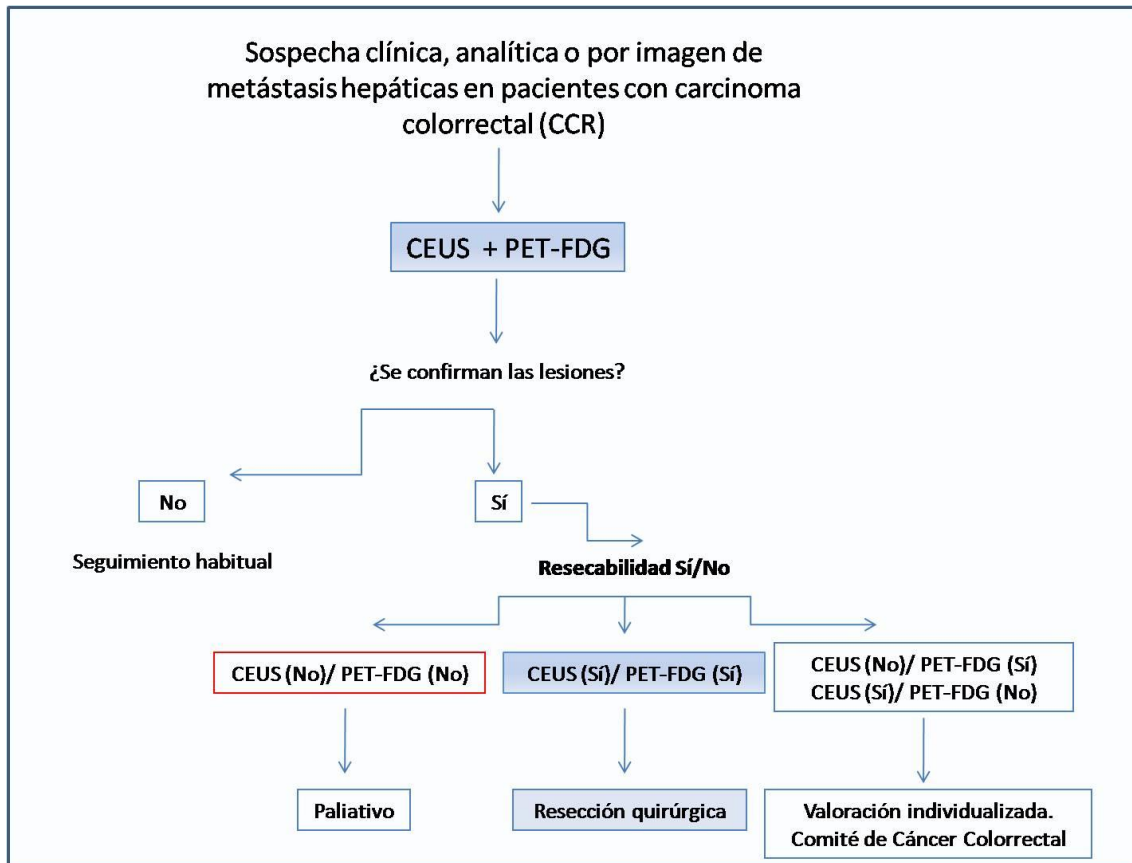 Sospecha clínica, analítica o por imagen de
metástasis hepáticas en pacientes con carcinoma
colorrectal (CCR)
CEUS + PET-FDG
¿Se confirman las lesiones?
No
Sí
Seguimiento habitual
Resecabilidad Sí/No
CEUS (No)/ PET-FDG (No)
CEUS (Sí)/ PET-FDG (Sí)
CEUS (No)/ PET-FDG (Sí)
CEUS (Sí)/ PET-FDG (No)
Paliativo
Resección quirúrgica
Valoración individualizada.
Comité de Cáncer Colorrectal